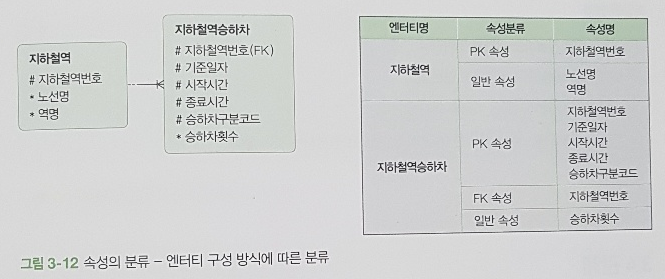 지하철역
# 지하철역번호
* 노선명
* 역명
지하철역승하차
# 지하철역번호(FK)
# 기준일자
# 시작시간
# 종료시간
# 승하차구분코드
* 승하차횟수
엔터티명 속성분류 속성명
지하철역 PK 속성 지하철역번호
일반 속성 노선명
역명
지하철역승하차 PK 속성 지하철역번호
기준일자
시작시간
종료시간
승하차구분코드
FK 속성 지하철역번호
일반 속성 승하차횟수
그림 3-12 속성의 분류 – 엔터티 구성 방식에 따른 분류